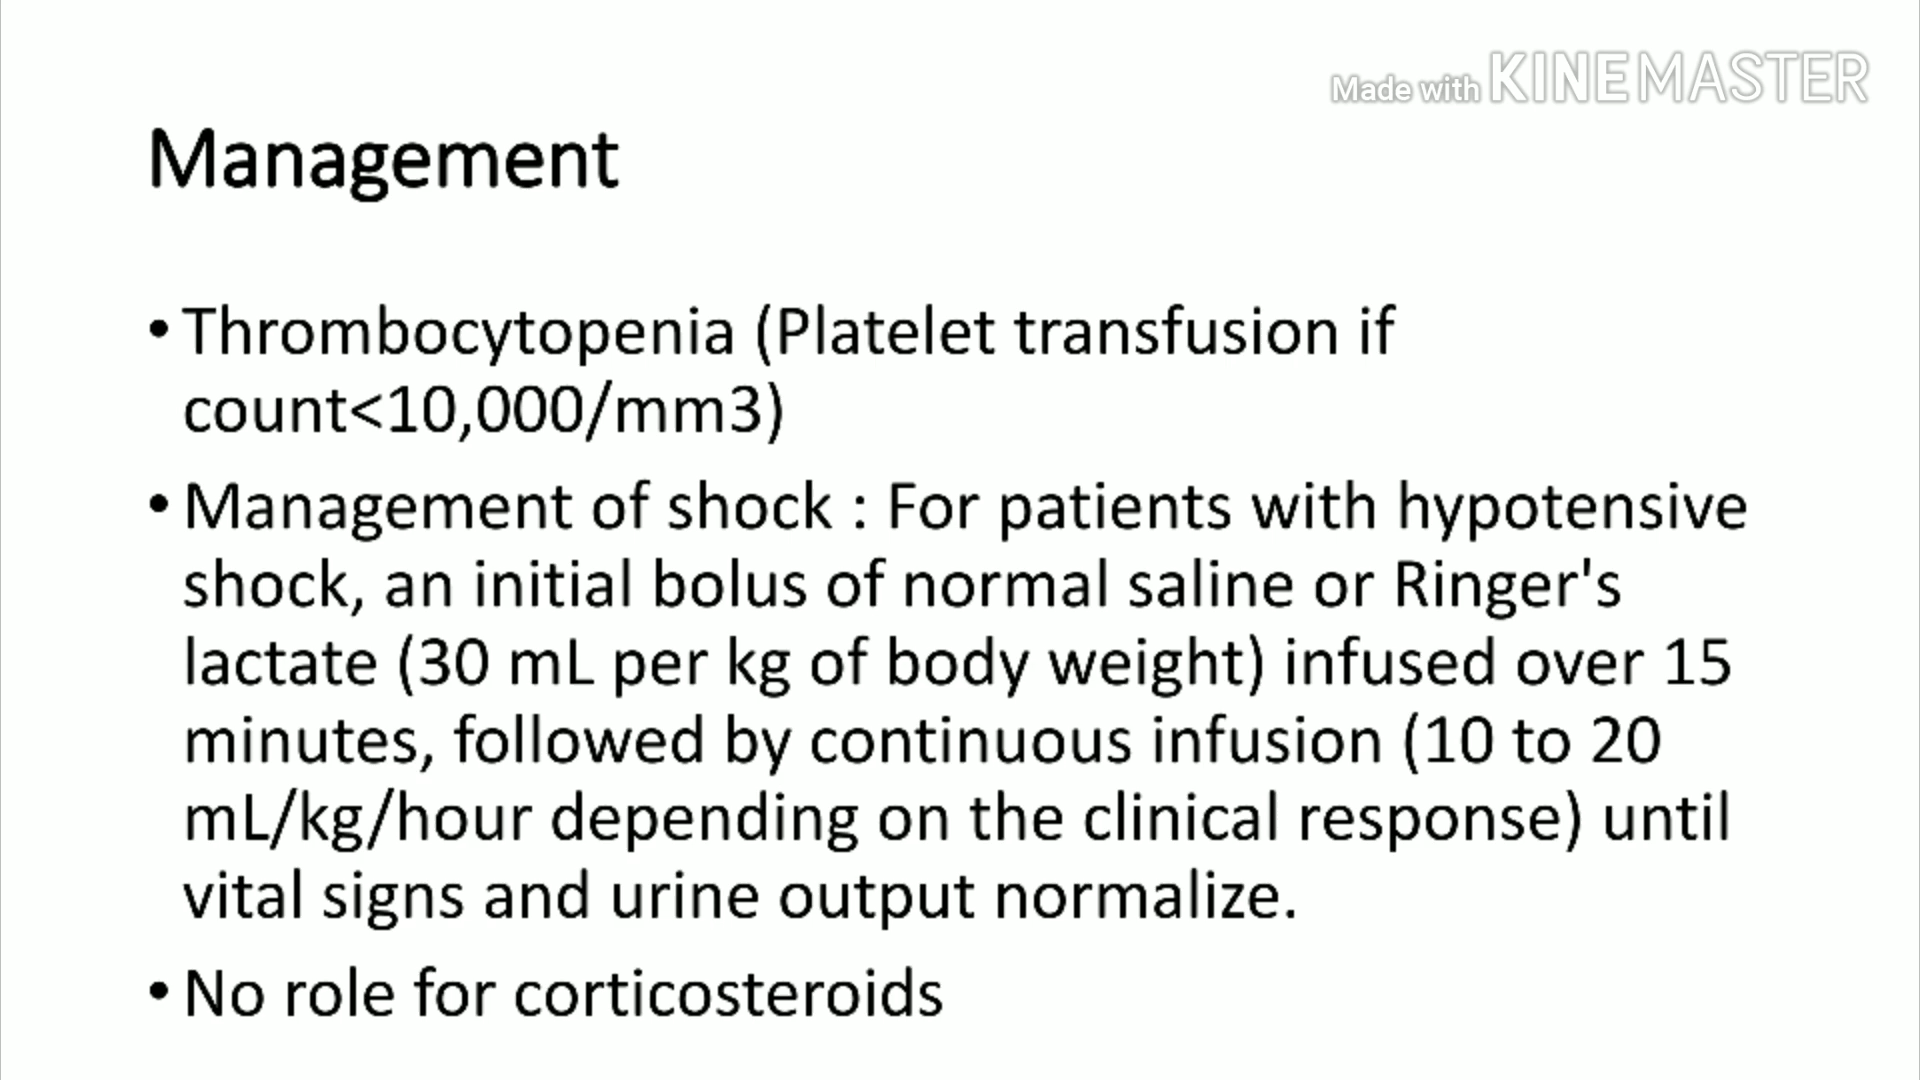 Made with KINEMASTER
Management
• Thrombocytopenia (Platelet transfusion if
count<10,000/mm3)
• Management of shock : For patients with hypotensive
shock, an initial bolus of normal saline or Ringer's
lactate (30 mL per kg of body weight) infused over 15
minutes, followed by continuous infusion (10 to 20
mL/kg/hour depending on the clinical response) until
vital signs and urine output normalize.
• No role for corticosteroids